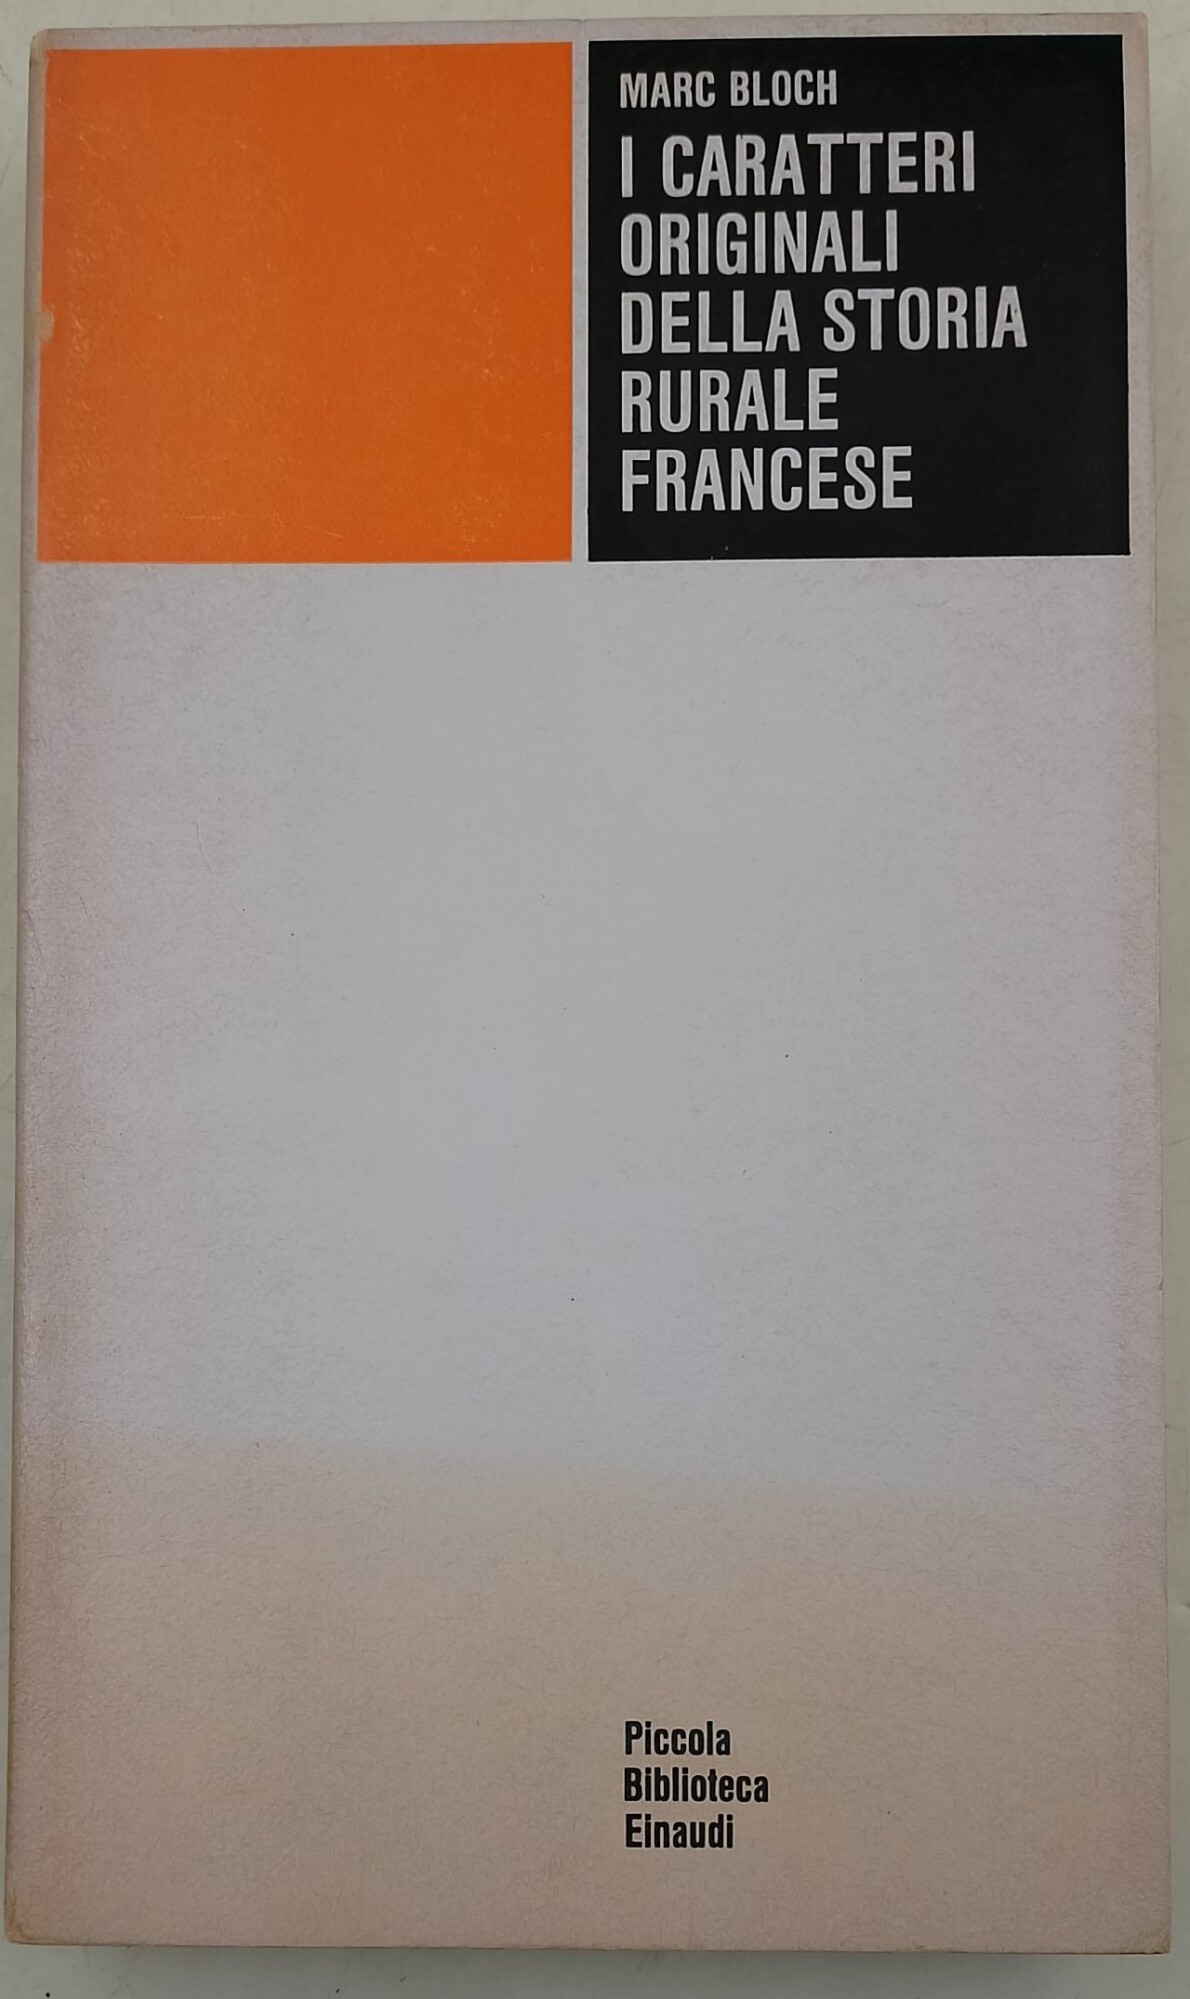 MARC BLOCH
I CARATTERI
ORIGINALI
DELLA STORIA
RURALE
FRANCESE
Piccola
Biblioteca
Einaudi